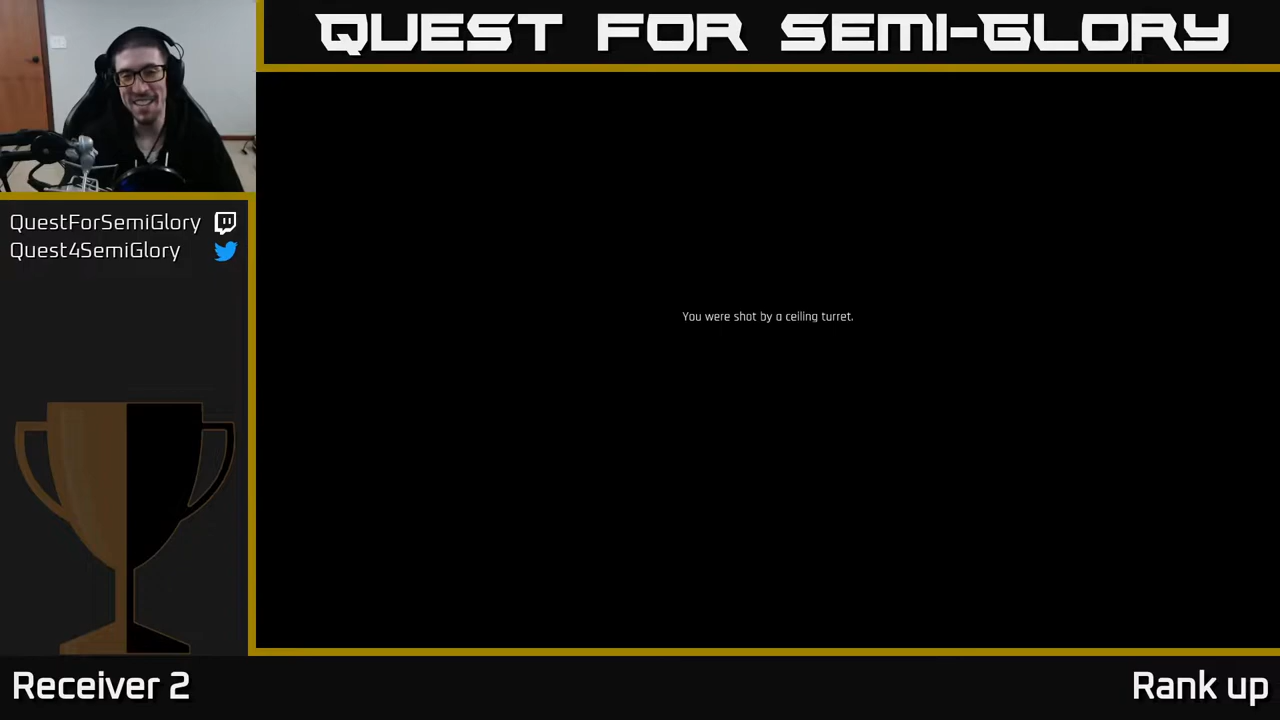 QUEST FOR SEMI-GLORY
QuestForSemiGlory
Quest4SemiGlory
You were shot by a ceiling turret.
Receiver 2
Rank up